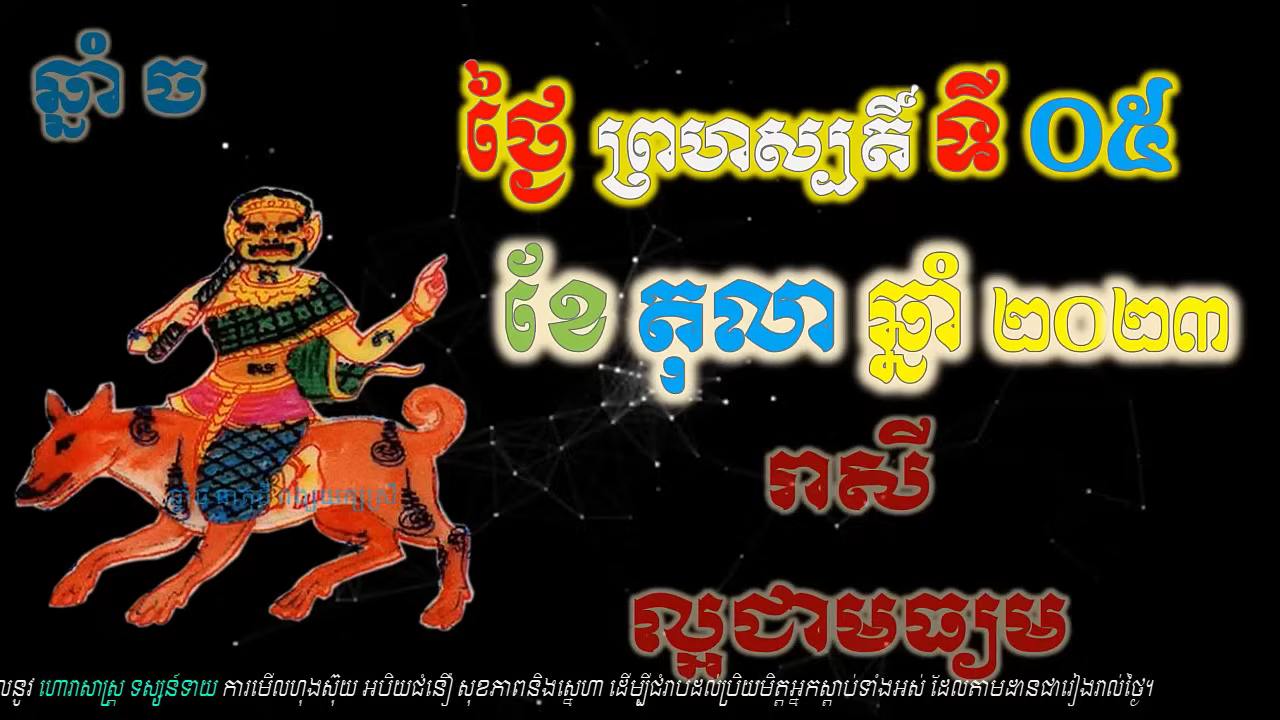 ឆ្នាំ ច
ថ្ងៃ ព្រហស្បតិ៍ ទី ០៥
ខែ តុលា ឆ្នាំ ២០២៣
រាសី
ល្អជាមធ្យម
ហោរាសាស្ត្រ ទស្សន៍ទាយ ការមើលហុងស៊ុយ អបិយជំនឿ សុខភាពនិងស្នេហា ដើម្បីជំរាបដល់ប្រិយមិត្តអ្នកស្តាប់ទាំងអស់ ដែលតាមដានជារៀងរាល់ថ្ងៃ។